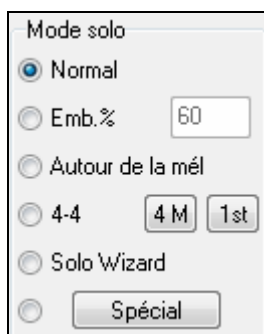 Mode solo
Normal
Emb.% 60
Autour de la mél
4-4 4 M 1st
Solo Wizard
Spécial